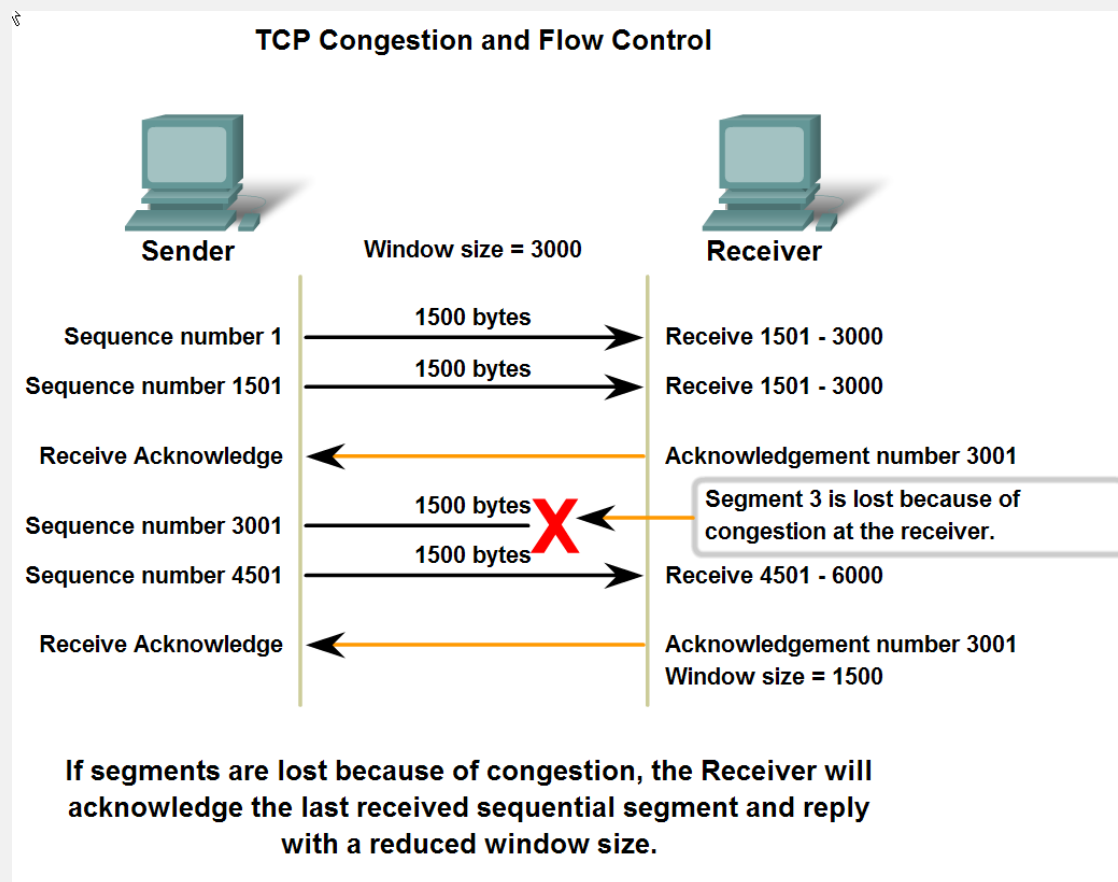 TCP Congestion and Flow Control
Sender
Window size = 3000
Receiver
1500 bytes
Sequence number 1
Receive 1501 - 3000
1500 bytes
Sequence number 1501
Receive 1501 - 3000
Receive Acknowledge
Acknowledgement number 3001
1500 bytes
X
Segment 3 is lost because of
congestion at the receiver.
Sequence number 3001
1500 bytes
Sequence number 4501
Receive 4501 - 6000
Receive Acknowledge
Acknowledgement number 3001
Window size = 1500
If segments are lost because of congestion, the Receiver will
acknowledge the last received sequential segment and reply
with a reduced window size.